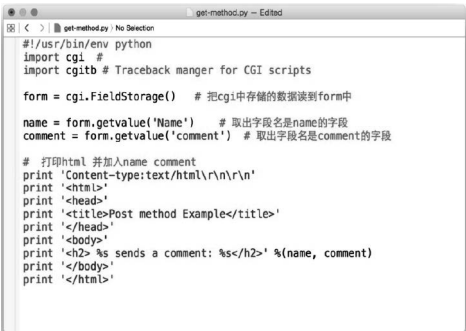 get-method.py — Edited
get-method.py › No Selection
#!/usr/bin/env python
import cgi  #
import cgitb # Traceback manger for CGI scripts
form = cgi.FieldStorage()   # 把cgi中存储的数据读到form中
name = form.getvalue('Name')    # 取出字段名是name的字段
comment = form.getvalue('comment')  # 取出字段名是comment的字段
#  打印html 并加入name comment
print 'Content-type:text/html\r\n\r\n'
print '<html>'
print '<head>'
print '<title>Post method Example</title>'
print '</head>'
print '<body>'
print '<h2> %s sends a comment: %s</h2>' %(name, comment)
print '</body>'
print '</html>'